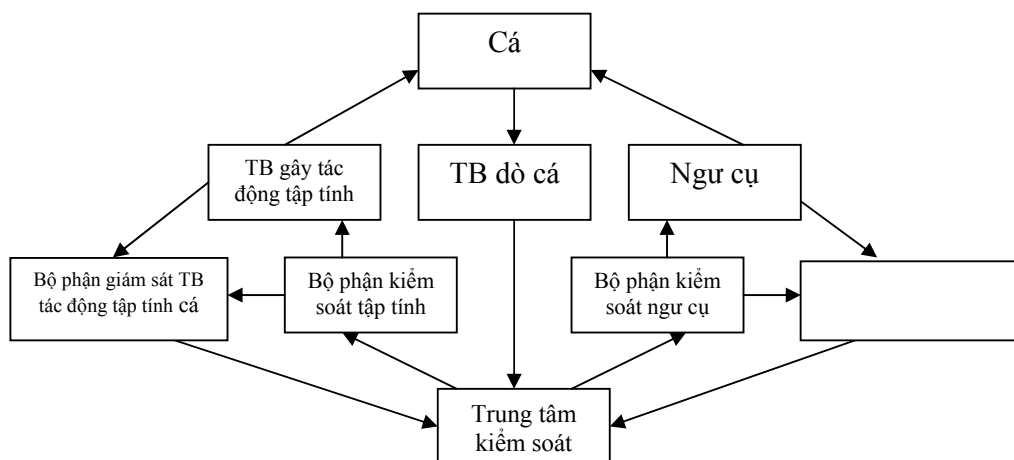 Cá
TB gây tác
động tập tính
TB dò cá
Ngư cụ
Bộ phận giám sát TB
tác động tập tính cá
Bộ phận kiểm
soát tập tính
Bộ phận kiểm
soát ngư cụ
Trung tâm
kiểm soát